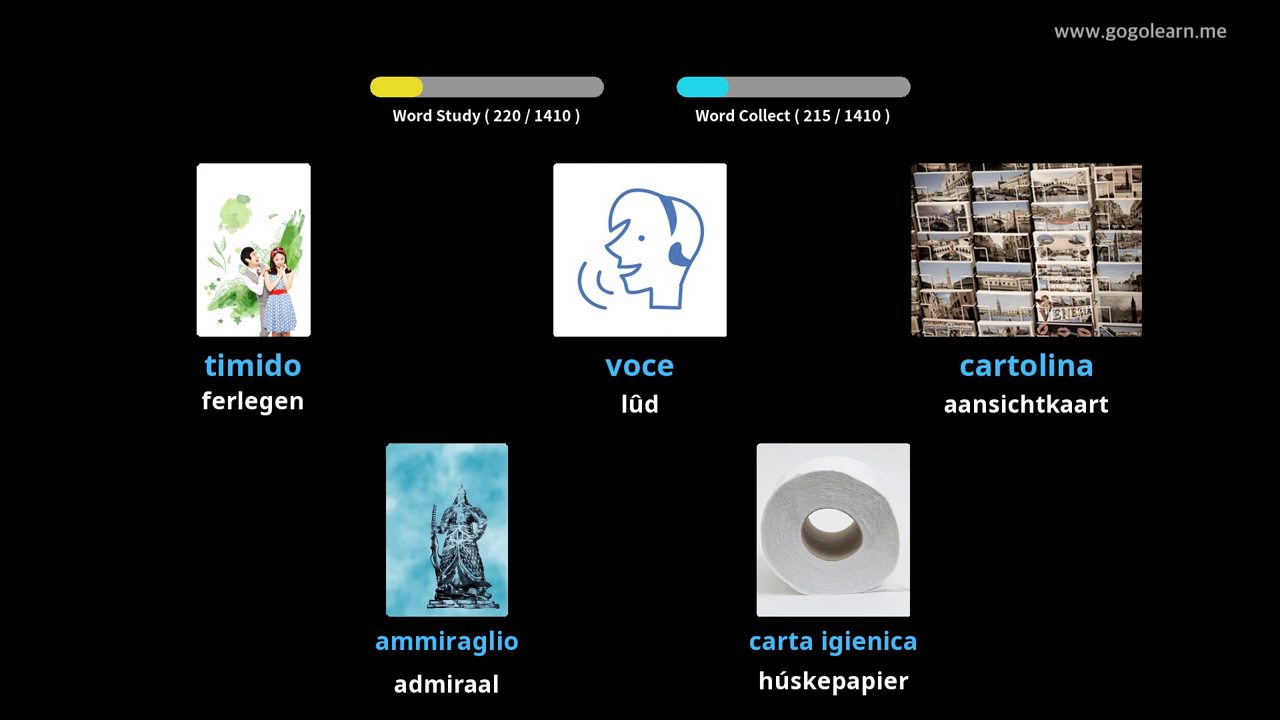 www.gogolearn.me
Word Study ( 220 / 1410 )
Word Collect ( 215 / 1410 )
VENEZIA
timido
voce
cartolina
ferlegen
lûd
aansichtkaart
ammiraglio
carta igienica
admiraal
húskepapier